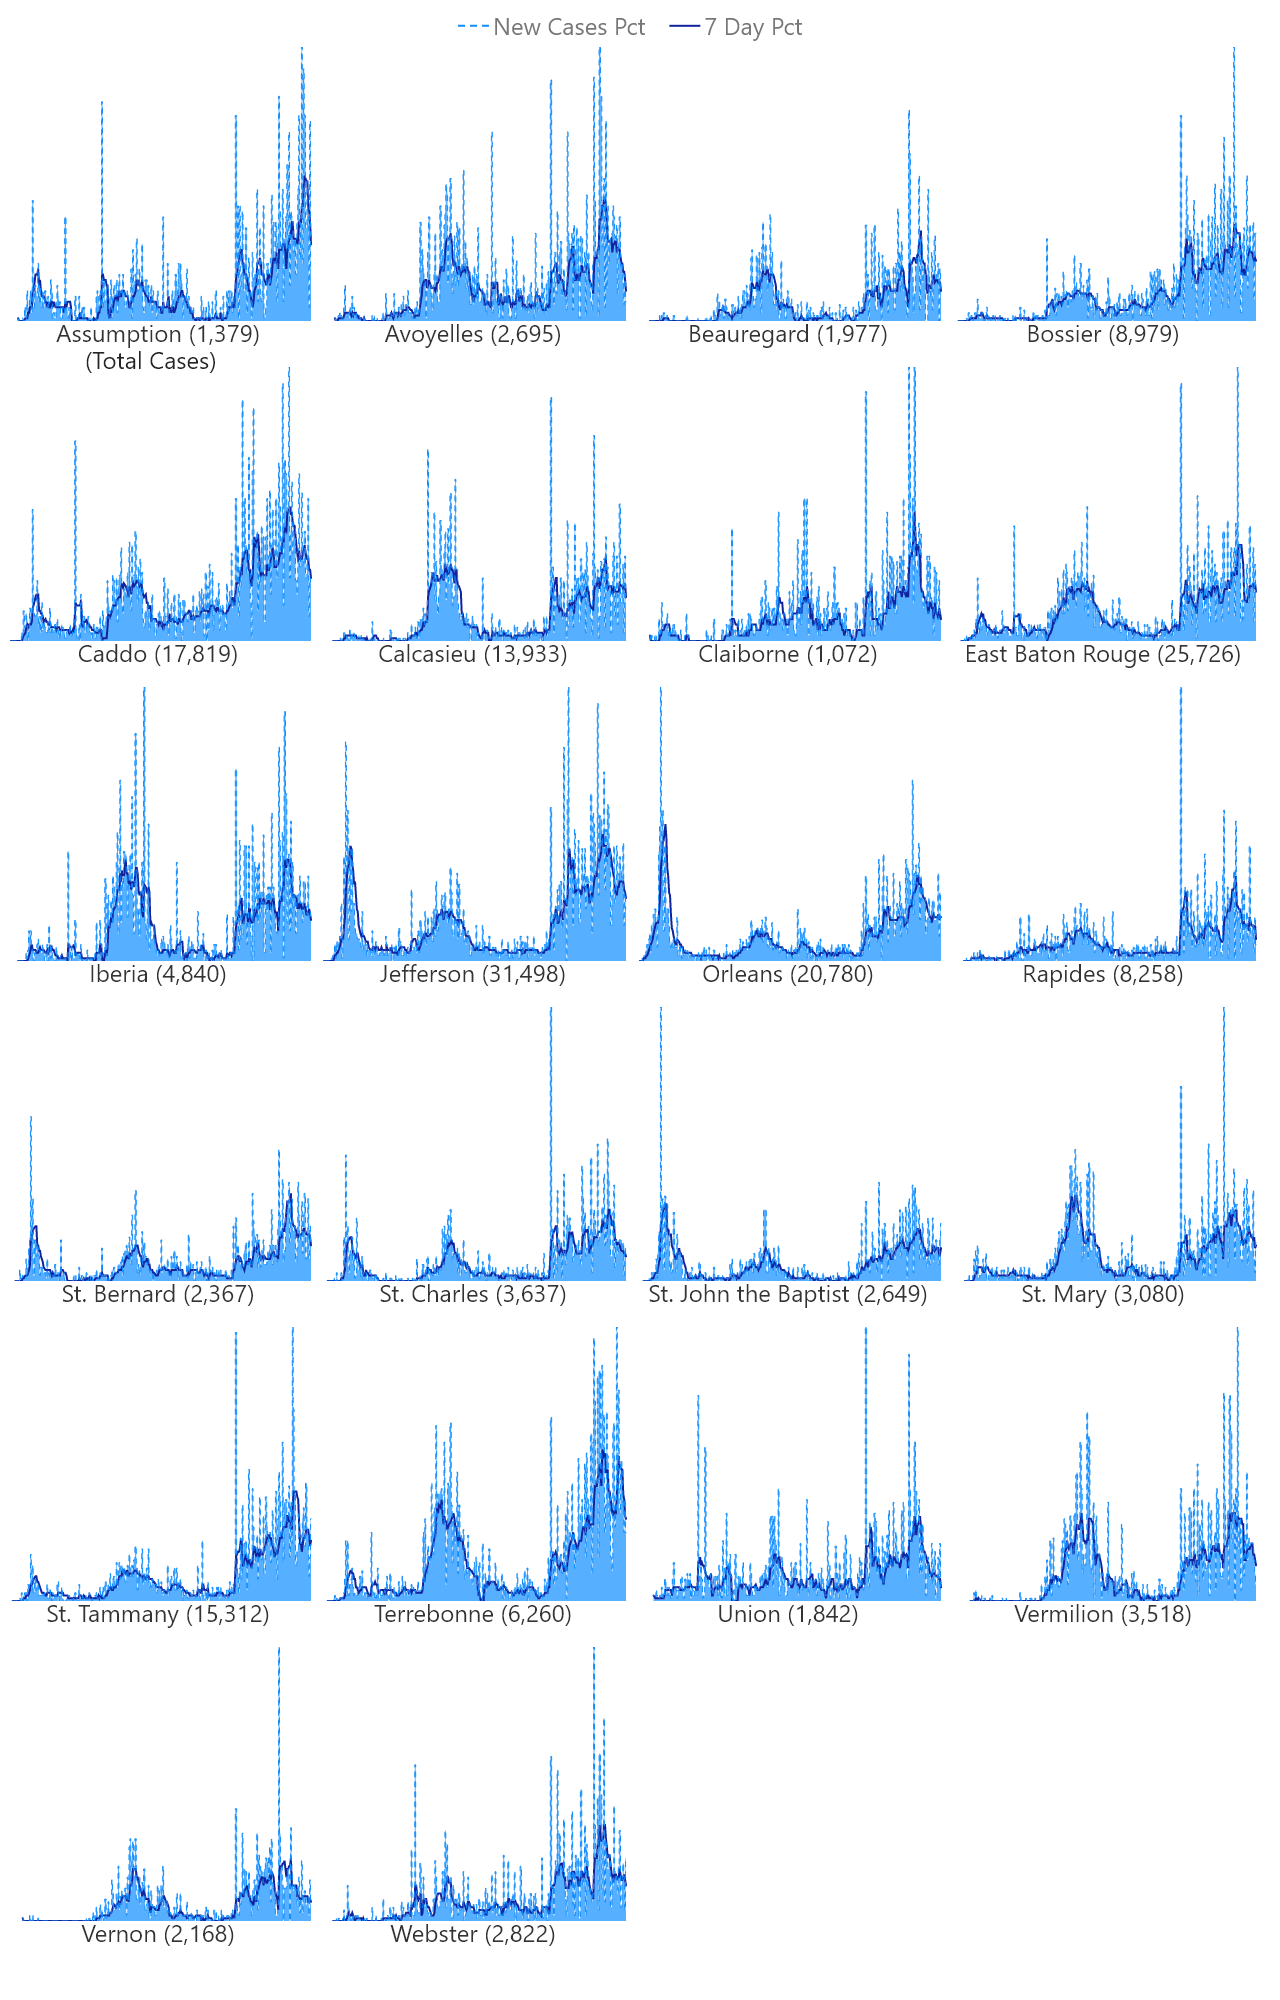 New Cases Pct 7 Day Pct
Assumption (1,379) Avoyelles (2,695) Beauregard (1,977) Bossier (8,979)
(Total Cases)
Caddo (17,819) Calcasieu (13,933) Claiborne (1,072) East Baton Rouge (25,726)
Iberia (4,840) Jefferson (31,498) Orleans (20,780) Rapides (8,258)
St. Bernard (2,367) St. Charles (3,637) St. John the Baptist (2,649) St. Mary (3,080)
St. Tammany (15,312) Terrebonne (6,260) Union (1,842) Vermilion (3,518)
Vernon (2,168) Webster (2,822)